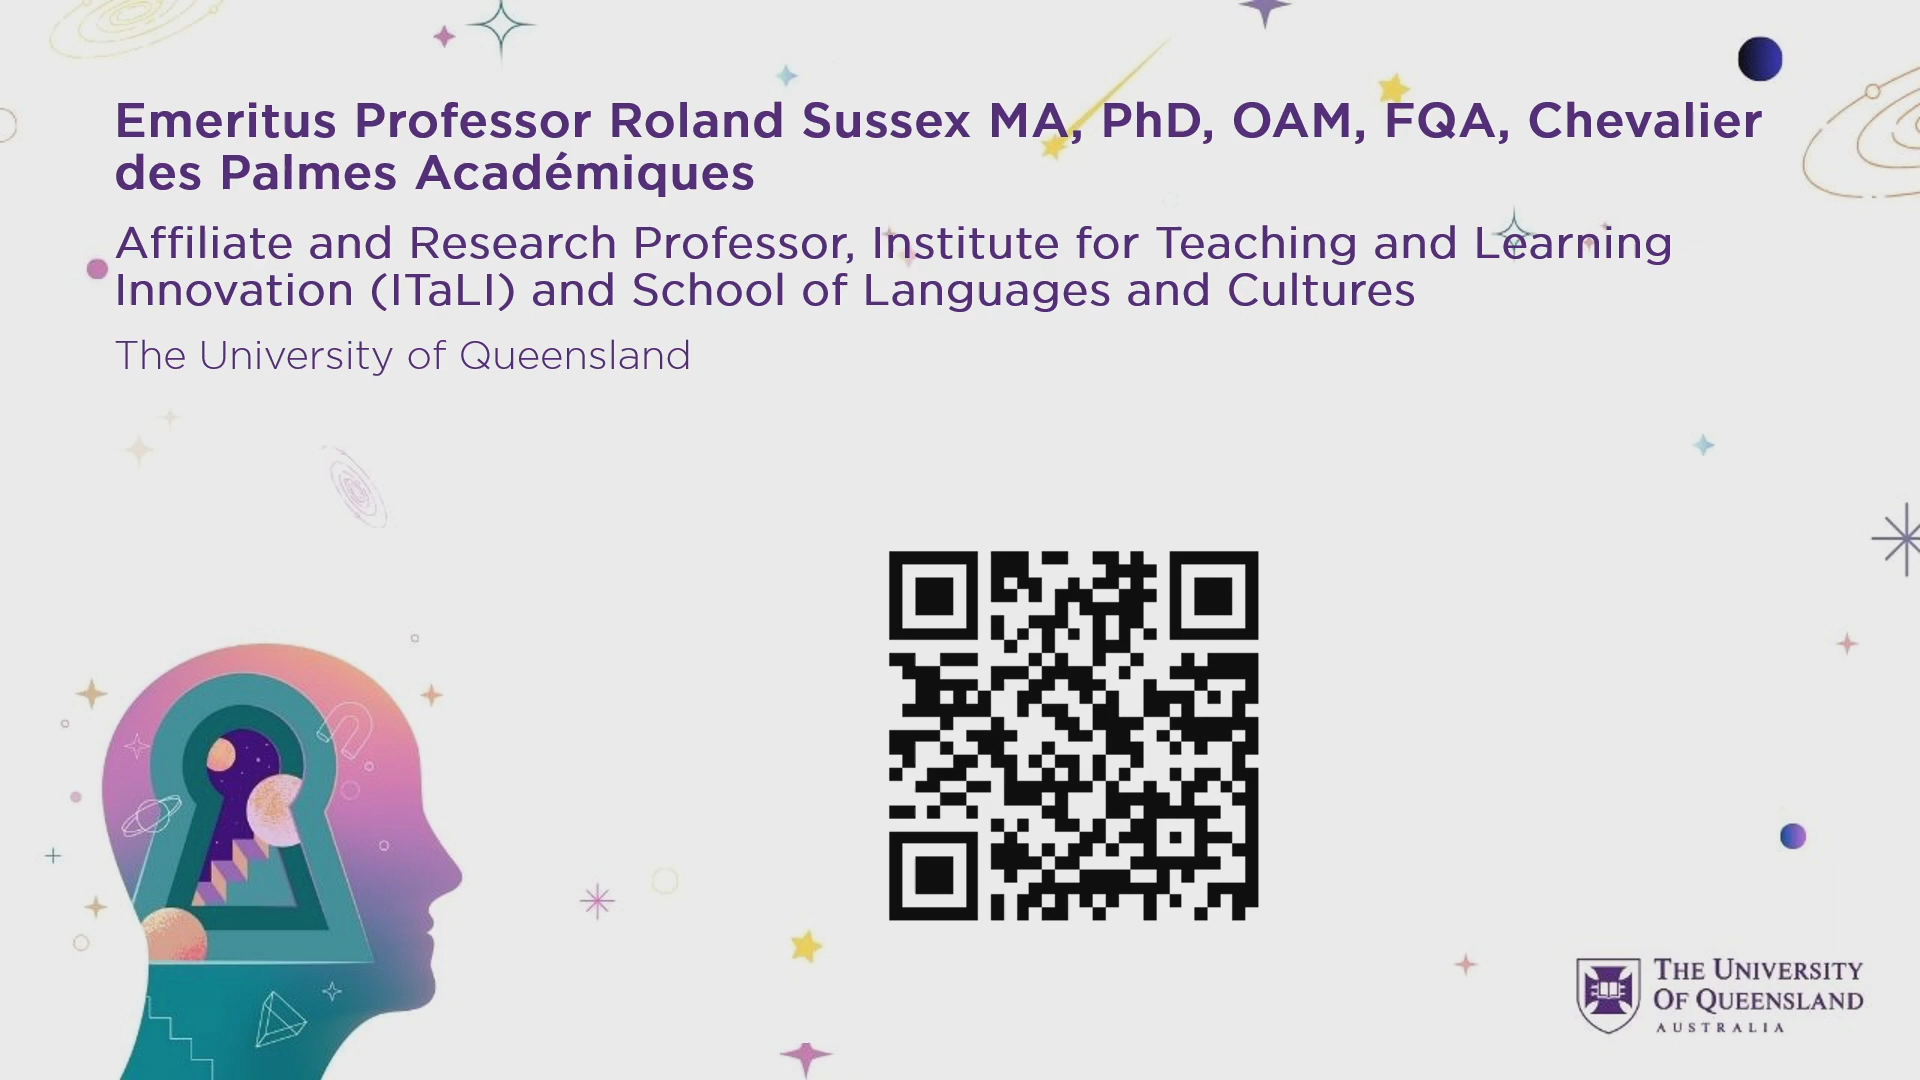 Emeritus Professor Roland Sussex MA, PhD, OAM, FQA, Chevalier
des Palmes Académiques
Affiliate and Research Professor, Institute for Teaching and Learning
Innovation (ITaLI) and School of Languages and Cultures
The University of Queensland
THE UNIVERSITY
OF QUEENSLAND
AUSTRALIA